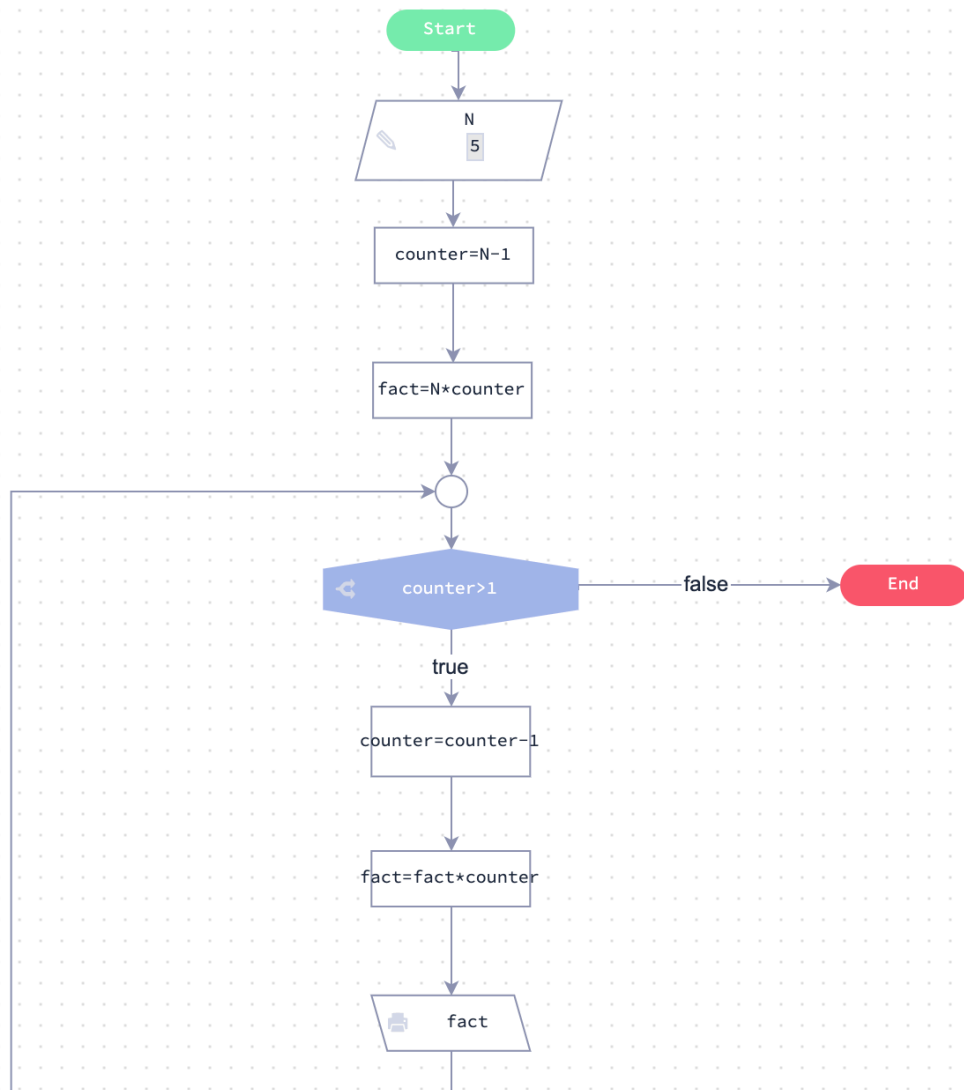 Start
N
5
counter=N-1
fact=N*counter
counter>1
false
End
true
counter=counter-1
fact=fact*counter
fact